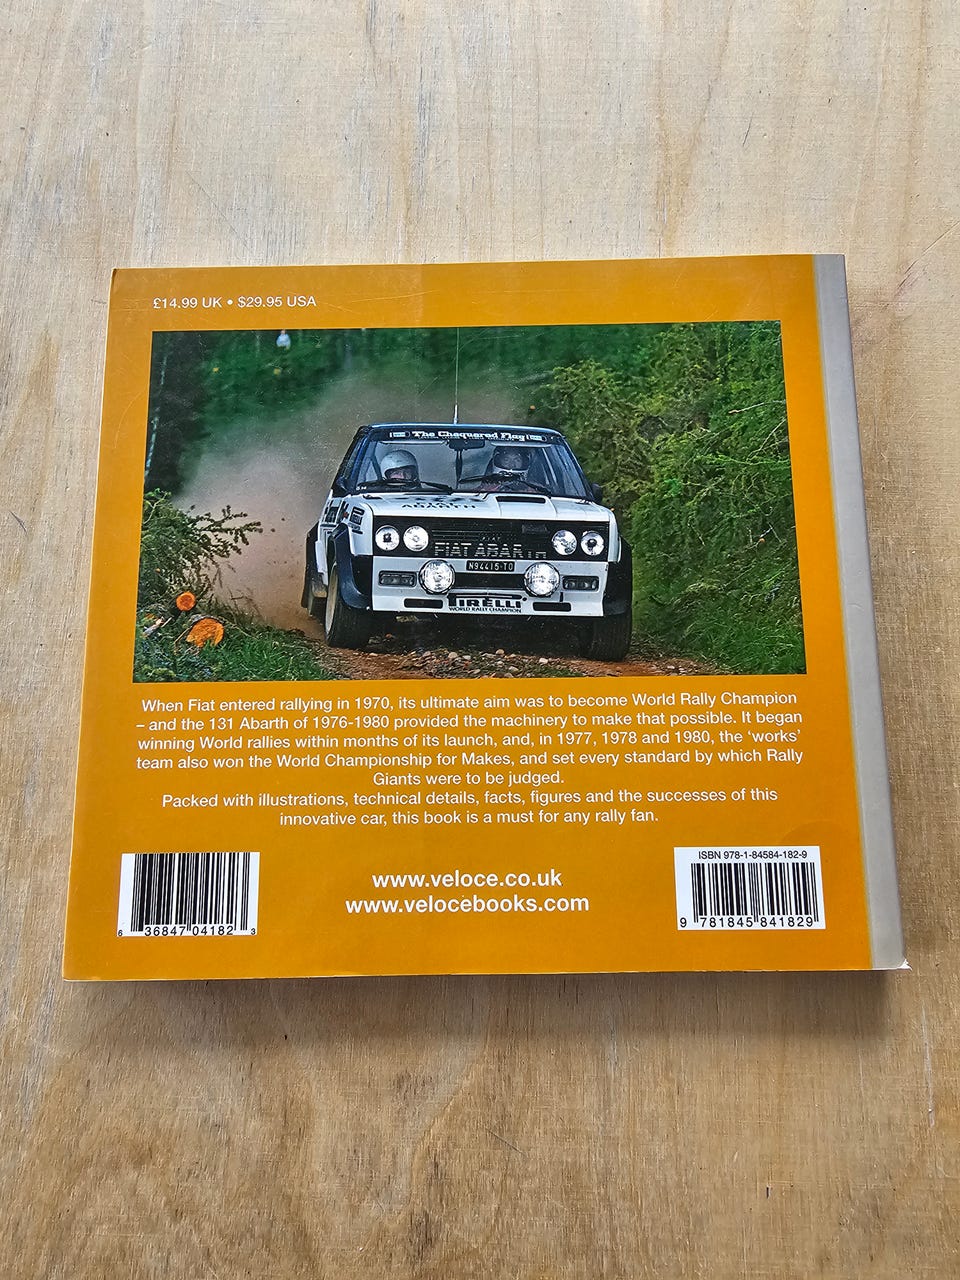 £14.99 UK • $29.95 USA
The Chequered Flag
ABARTH
FIAT ABARTH
N94415·TO
PIRELLI
WORLD RALLY CHAMPION
When Fiat entered rallying in 1970, its ultimate aim was to become World Rally Champion
– and the 131 Abarth of 1976-1980 provided the machinery to make that possible. It began
winning World rallies within months of its launch, and, in 1977, 1978 and 1980, the ‘works’
team also won the World Championship for Makes, and set every standard by which Rally
Giants were to be judged.
Packed with illustrations, technical details, facts, figures and the successes of this
innovative car, this book is a must for any rally fan.
www.veloce.co.uk
www.velocebooks.com
6 36847 04182 3
ISBN 978-1-84584-182-9
9 781845 841829